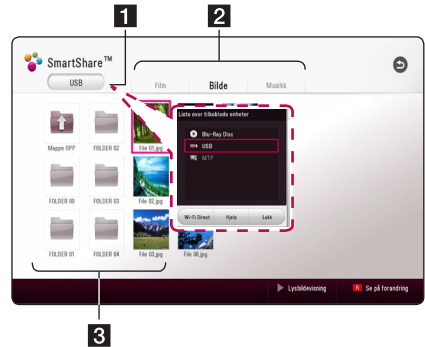 1
2
SmartShare™
USB
Film
Bilde
Musikk
Liste over tilkoblede enheter
Blu-Ray Disc
USB
MTP
Wi-Fi Direct
Hjelp
Lukk
Mappe OPP
FOLDER 02
File 01.jpg
FOLDER 00
FOLDER 03
File 02.jpg
FOLDER 01
FOLDER 04
File 03.jpg
File 06.jpg
Lysbildevisning
R
Se på forandring
3